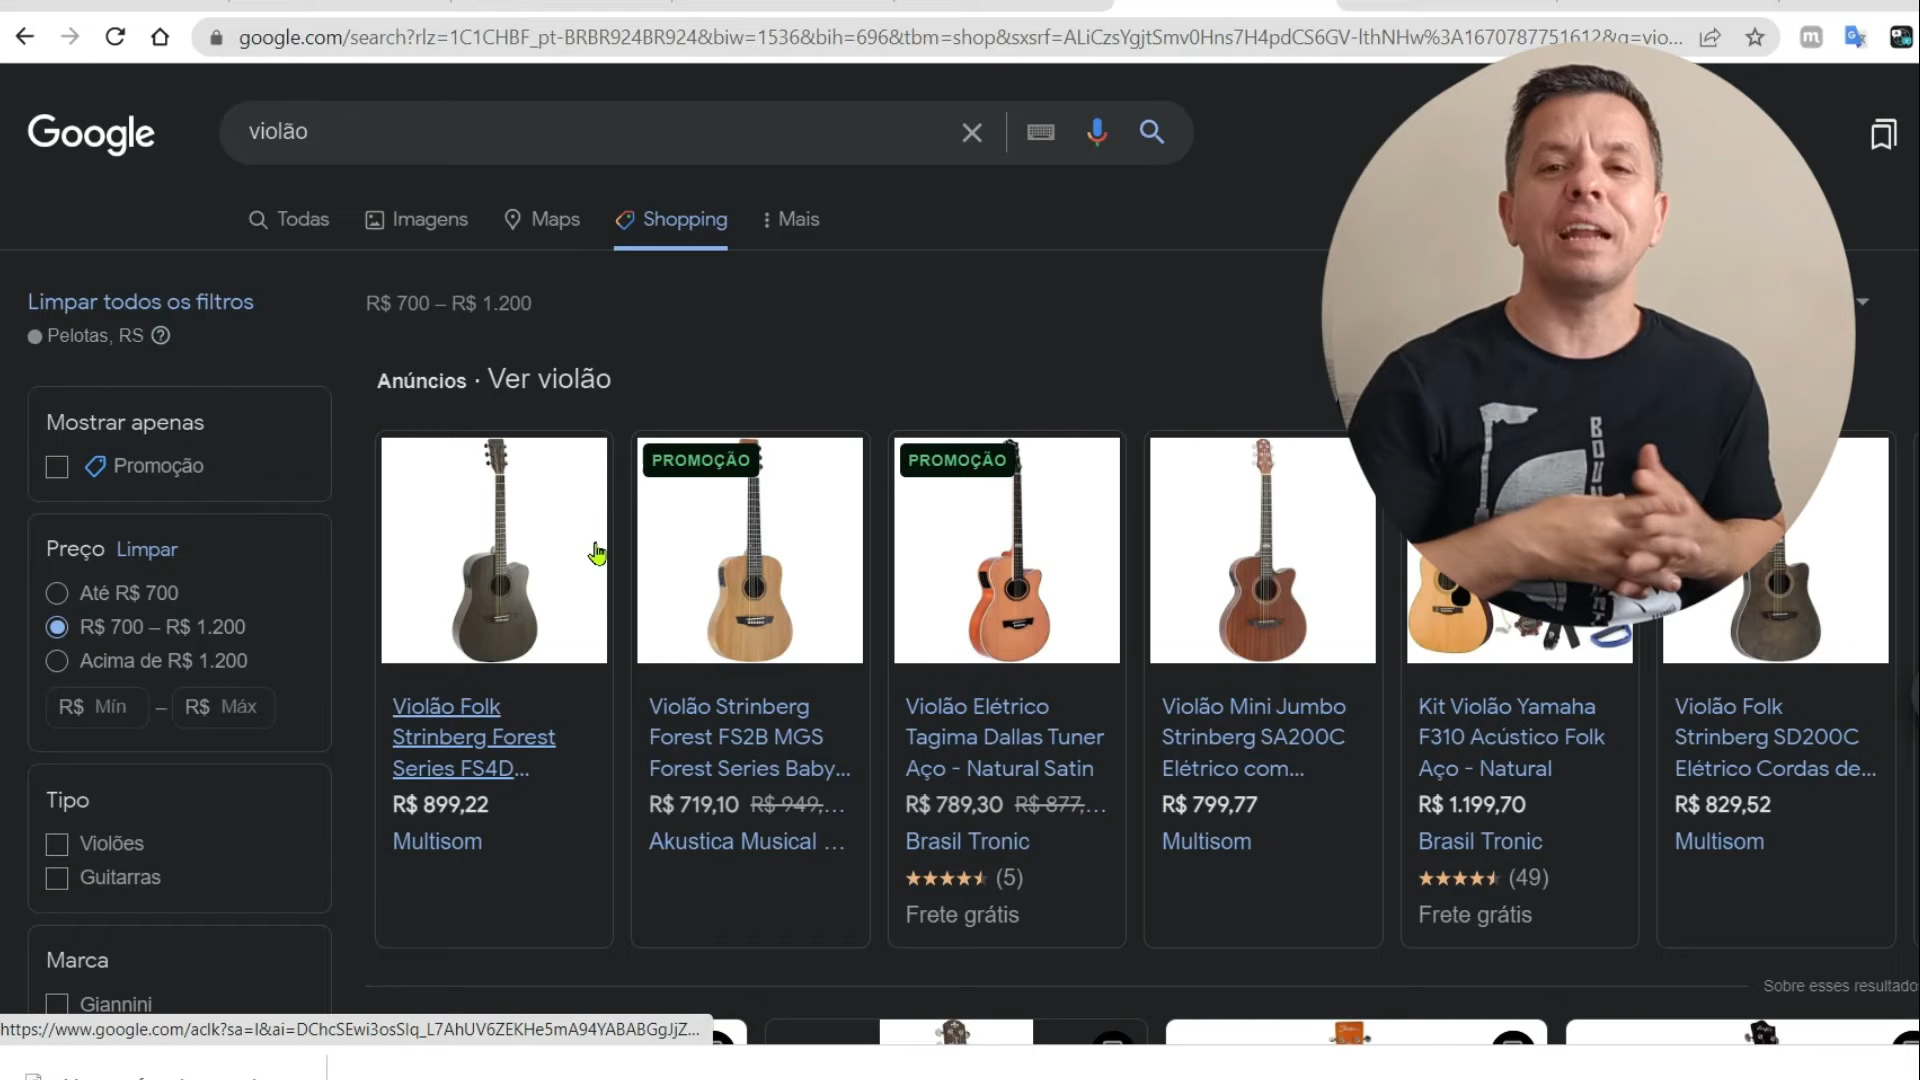 google.com/search?rlz=1C1CHBF_pt-BRBR924BR924&biw=1536&bih=696&tbm=shop&sxsrf=ALiCzsYgjtSmv0Hns7H4pdCS6GV-lthNHw%3A1670787751612&q=vio...
Google
violão
Todas
Imagens
Maps
Shopping
Mais
Limpar todos os filtros
Pelotas, RS
R$ 700 – R$ 1.200
Anúncios · Ver violão
Mostrar apenas
Promoção
Preço Limpar
Até R$ 700
R$ 700 – R$ 1.200
Acima de R$ 1.200
R$ Mín – R$ Máx
Tipo
Violões
Guitarras
Marca
Giannini
Violão Folk
Strinberg Forest
Series FS4D...
R$ 899,22
Multisom
PROMOÇÃO
Violão Strinberg
Forest FS2B MGS
Forest Series Baby...
R$ 719,10 R$ 949,...
Akustica Musical ...
PROMOÇÃO
Violão Elétrico
Tagima Dallas Tuner
Aço - Natural Satin
R$ 789,30 R$ 877,...
Brasil Tronic
(5)
Frete grátis
Violão Mini Jumbo
Strinberg SA200C
Elétrico com...
R$ 799,77
Multisom
Kit Violão Yamaha
F310 Acústico Folk
Aço - Natural
R$ 1.199,70
Brasil Tronic
(49)
Frete grátis
Violão Folk
Strinberg SD200C
Elétrico Cordas de...
R$ 829,52
Multisom
Sobre esses resultado
https://www.google.com/aclk?sa=l&ai=DChcSEwi3osSlq_L7AhUV6ZEKHe5mA94YABABGgJjZ...